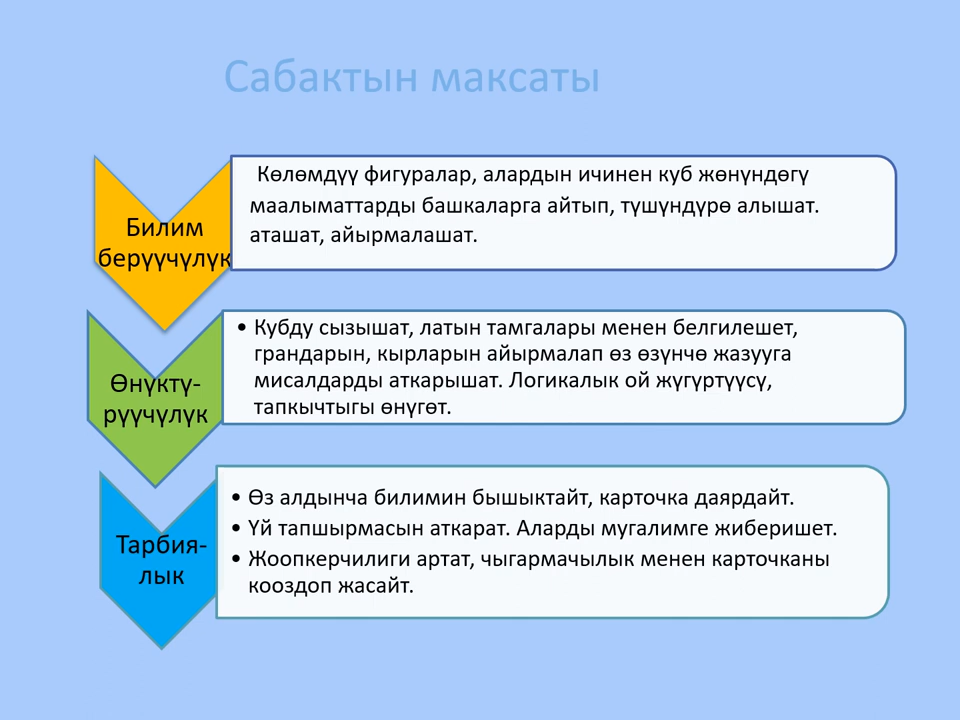 Сабактын максаты
Билим
берүүчүлүк
Көлөмдүү фигуралар, алардын ичинен куб жөнүндөгү
маалыматтарды башкаларга айтып, түшүндүрө алышат.
аташат, айырмалашат.
Өнүктү-
рүүчүлүк
• Кубду сызышат, латын тамгалары менен белгилешет,
грандарын, кырларын айырмалап өз өзүнчө жазууга
мисалдарды аткарышат. Логикалык ой жүгүртүүсү,
тапкычтыгы өнүгөт.
Тарбия-
лык
• Өз алдынча билимин бышыктайт, карточка даярдайт.
• Үй тапшырмасын аткарат. Аларды мугалимге жиберишет.
• Жоопкерчилиги артат, чыгармачылык менен карточканы
кооздоп жасайт.